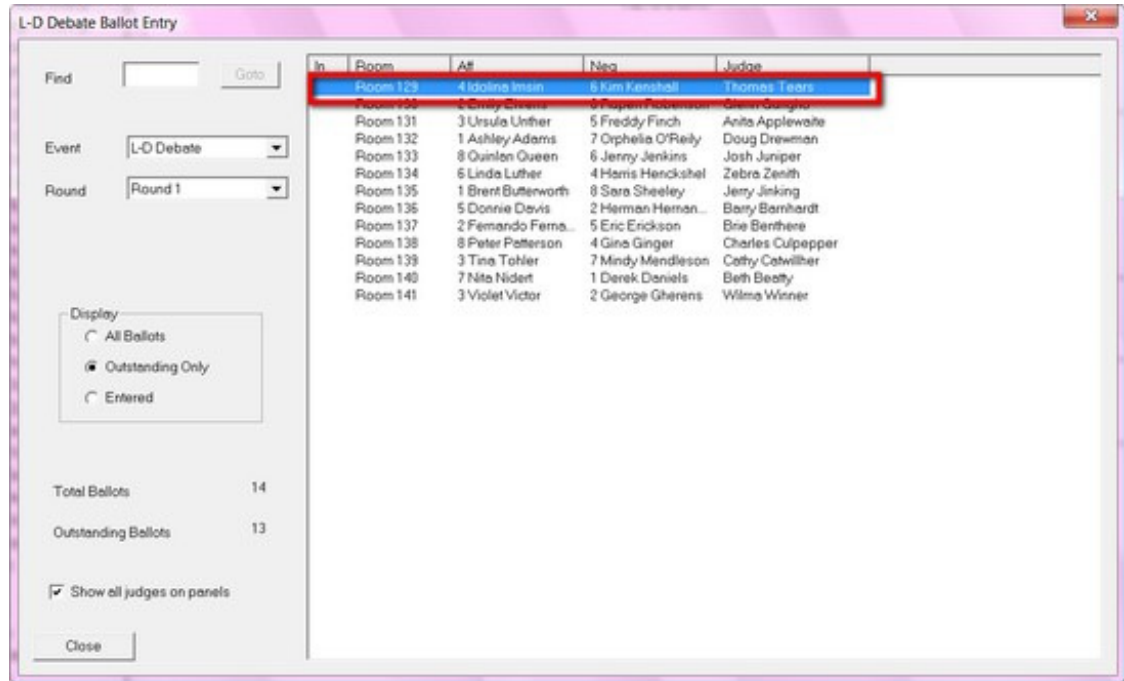 L-D Debate Ballot Entry
Find Goto
Event L-D Debate
Round Round 1
Display
All Ballots
Outstanding Only
Entered
Total Ballots 14
Outstanding Ballots 13
Show all judges on panels
Close
In Room Aff Neg Judge
Room 129 4 Idolina Imsin 6 Kim Kenshall Thomas Tears
Room 131 3 Ursula Unther 5 Freddy Finch Anita Applewaite
Room 132 1 Ashley Adams 7 Orphelia O'Reily Doug Drewman
Room 133 8 Quinlan Queen 6 Jenny Jenkins Josh Juniper
Room 134 6 Linda Luther 4 Harris Henckshel Zebra Zenith
Room 135 1 Brent Butterworth 8 Sara Sheeley Jerry Jinking
Room 136 5 Donnie Davis 2 Herman Hernan... Barry Barnhardt
Room 137 2 Fernando Ferna... 5 Eric Erickson Brie Benthere
Room 138 8 Peter Patterson 4 Gina Ginger Charles Culpepper
Room 139 3 Tina Tohler 7 Mindy Mendleson Cathy Catwillher
Room 140 7 Nita Nidert 1 Derek Daniels Beth Beatty
Room 141 3 Violet Victor 2 George Gherens Wilma Winner